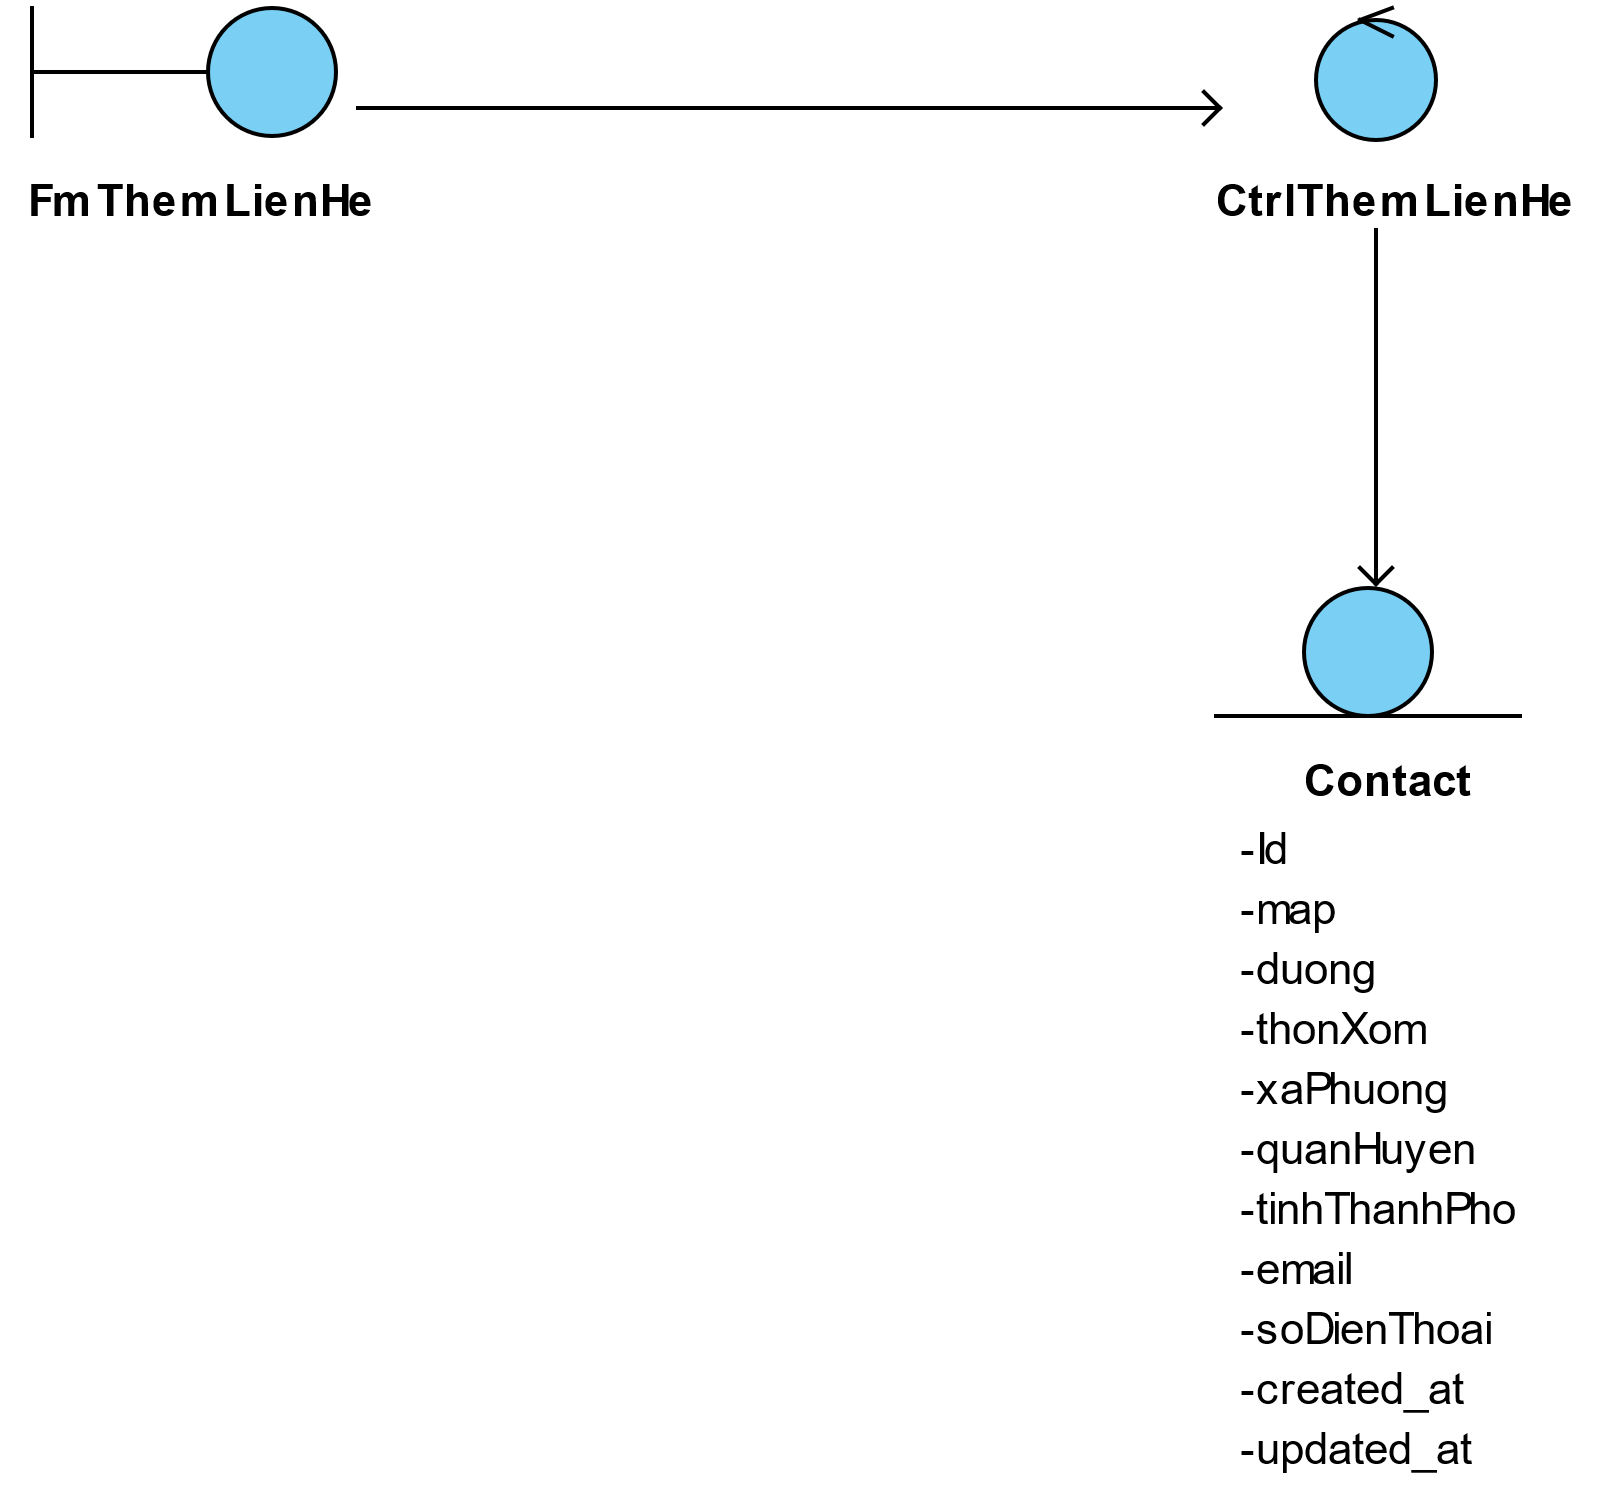 FmThemLienHe
CtrlThemLienHe
Contact
-Id
-map
-duong
-thonXom
-xaPhuong
-quanHuyen
-tinhThanhPho
-email
-soDienThoai
-created_at
-updated_at